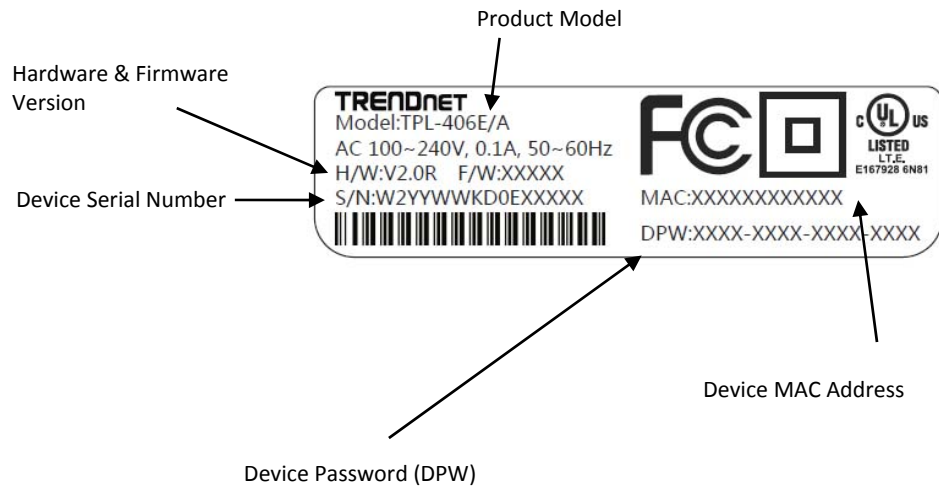 Product Model
Hardware & Firmware
Version
Device Serial Number
TRENDNET
Model:TPL-406E/A
AC 100~240V, 0.1A, 50~60Hz
H/W:V2.0R F/W:XXXXX
S/N:W2YYWWKD0EXXXXX
FC
C UL US
LISTED
I.T.E.
E167928 6N81
MAC:XXXXXXXXXXXX
DPW:XXXX-XXXX-XXXX-XXXX
Device MAC Address
Device Password (DPW)